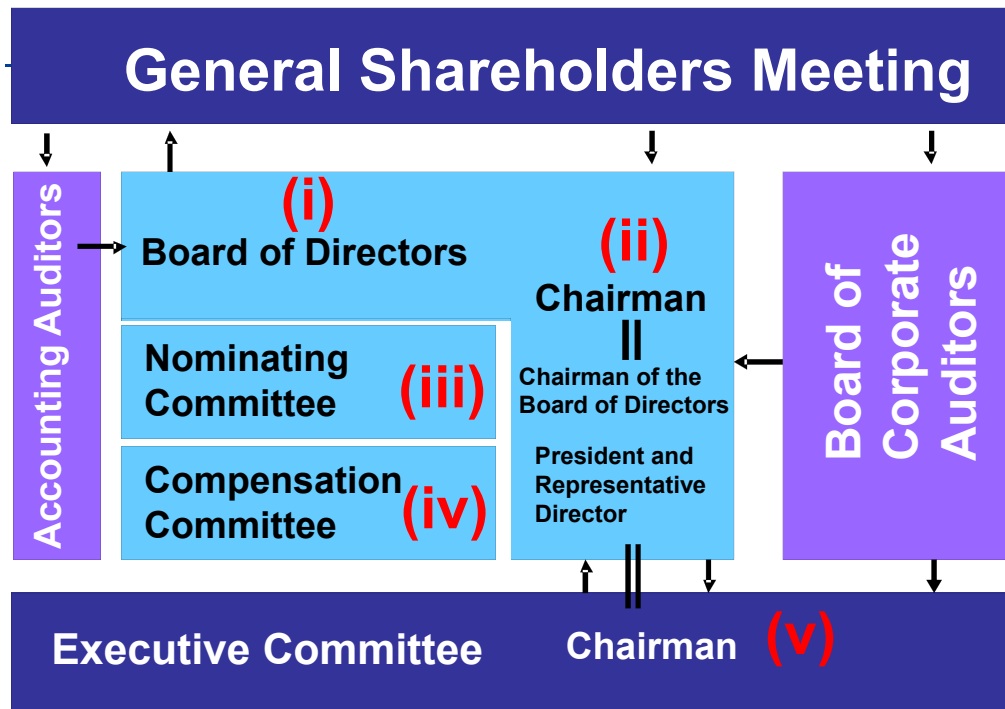 General Shareholders Meeting
Accounting Auditors
(i)
Board of Directors
(ii)
Chairman
Chairman of the
Board of Directors
President and
Representative
Director
Nominating
Committee
(iii)
Compensation
Committee
(iv)
Board of
Corporate
Auditors
Executive Committee
Chairman
(v)